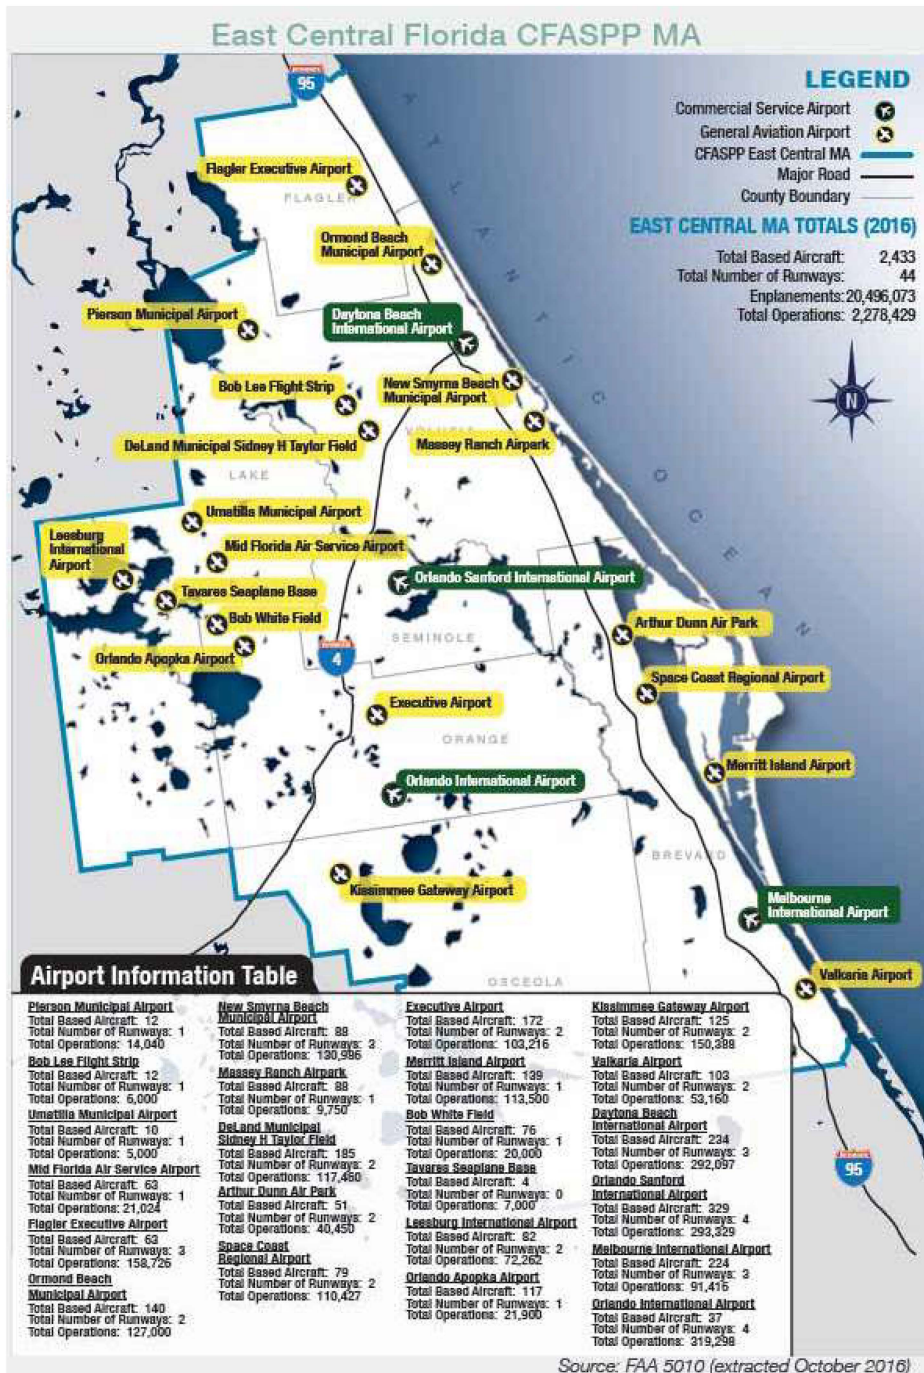 East Central Florida CFASPP MA
LEGEND
Commercial Service Airport
General Aviation Airport
CFASPP East Central MA
Major Road
County Boundary
EAST CENTRAL MA TOTALS (2016)
Total Based Aircraft: 2,433
Total Number of Runways: 44
Enplanements: 20,496,073
Total Operations: 2,278,429
N
ATLANTIC OCEAN
95
Flagler Executive Airport
FLAGLER
Ormond Beach
Municipal Airport
Pierson Municipal Airport
Daytona Beach
International Airport
Bob Lee Flight Strip
New Smyrna Beach
Municipal Airport
DeLand Municipal Sidney H Taylor Field
VOLUSIA
Massey Ranch Airpark
LAKE
Umatilla Municipal Airport
Leesburg
International
Airport
Mid Florida Air Service Airport
Orlando Sanford International Airport
Tavares Seaplane Base
Bob White Field
Arthur Dunn Air Park
SEMINOLE
Orlando Apopka Airport
4
Space Coast Regional Airport
Executive Airport
ORANGE
Merritt Island Airport
Orlando International Airport
BREVARD
Kissimmee Gateway Airport
Melbourne
International Airport
OSCEOLA
Valkaria Airport
95
Airport Information Table
Pierson Municipal Airport
Total Based Aircraft: 12
Total Number of Runways: 1
Total Operations: 14,040
Bob Lee Flight Strip
Total Based Aircraft: 12
Total Number of Runways: 1
Total Operations: 6,000
Umatilla Municipal Airport
Total Based Aircraft: 10
Total Number of Runways: 1
Total Operations: 5,000
Mid Florida Air Service Airport
Total Based Aircraft: 63
Total Number of Runways: 1
Total Operations: 21,024
Flagler Executive Airport
Total Based Aircraft: 63
Total Number of Runways: 3
Total Operations: 158,726
Ormond Beach
Municipal Airport
Total Based Aircraft: 140
Total Number of Runways: 2
Total Operations: 127,000
New Smyrna Beach
Municipal Airport
Total Based Aircraft: 88
Total Number of Runways: 3
Total Operations: 130,986
Massey Ranch Airpark
Total Based Aircraft: 88
Total Number of Runways: 1
Total Operations: 9,750
DeLand Municipal
Sidney H Taylor Field
Total Based Aircraft: 185
Total Number of Runways: 2
Total Operations: 117,460
Arthur Dunn Air Park
Total Based Aircraft: 51
Total Number of Runways: 2
Total Operations: 40,450
Space Coast
Regional Airport
Total Based Aircraft: 79
Total Number of Runways: 2
Total Operations: 110,427
Executive Airport
Total Based Aircraft: 172
Total Number of Runways: 2
Total Operations: 103,216
Merritt Island Airport
Total Based Aircraft: 139
Total Number of Runways: 1
Total Operations: 113,500
Bob White Field
Total Based Aircraft: 76
Total Number of Runways: 1
Total Operations: 20,000
Tavares Seaplane Base
Total Based Aircraft: 4
Total Number of Runways: 0
Total Operations: 7,000
Leesburg International Airport
Total Based Aircraft: 82
Total Number of Runways: 2
Total Operations: 72,262
Orlando Apopka Airport
Total Based Aircraft: 117
Total Number of Runways: 1
Total Operations: 21,900
Kissimmee Gateway Airport
Total Based Aircraft: 125
Total Number of Runways: 2
Total Operations: 150,388
Valkaria Airport
Total Based Aircraft: 103
Total Number of Runways: 2
Total Operations: 53,160
Daytona Beach
International Airport
Total Based Aircraft: 234
Total Number of Runways: 3
Total Operations: 292,097
Orlando Sanford
International Airport
Total Based Aircraft: 329
Total Number of Runways: 4
Total Operations: 293,329
Melbourne International Airport
Total Based Aircraft: 224
Total Number of Runways: 3
Total Operations: 91,416
Orlando International Airport
Total Based Aircraft: 37
Total Number of Runways: 4
Total Operations: 319,298
Source: FAA 5010 (extracted October 2016)